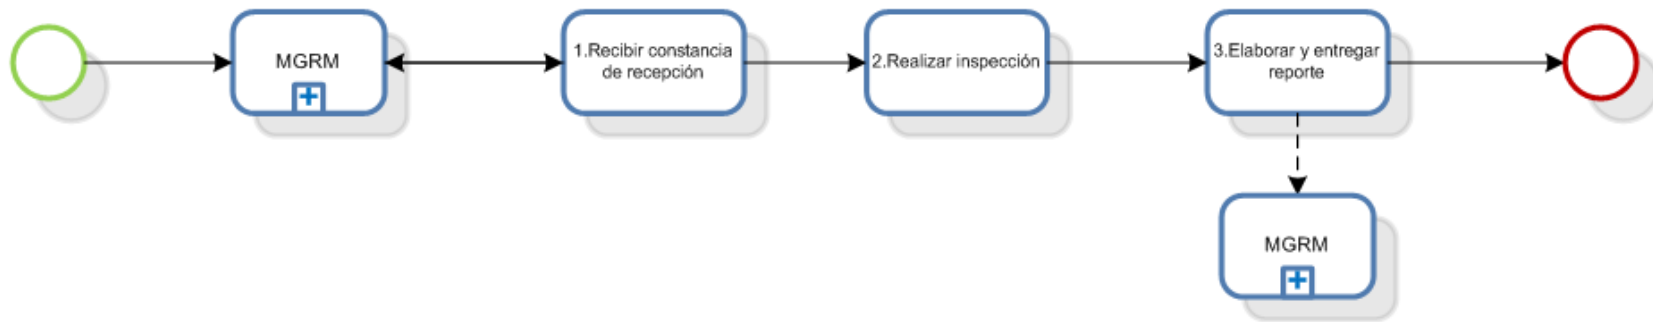 MGRM
1.Recibir constancia
de recepción
2.Realizar inspección
3.Elaborar y entregar
reporte
MGRM